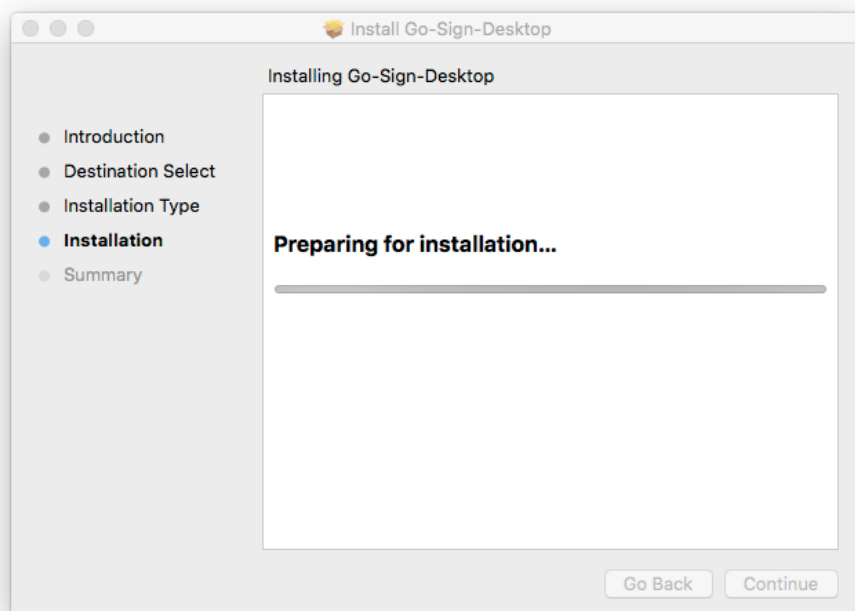 Install Go-Sign-Desktop
Installing Go-Sign-Desktop
Introduction
Destination Select
Installation Type
Installation
Summary
Preparing for installation...
Go Back
Continue